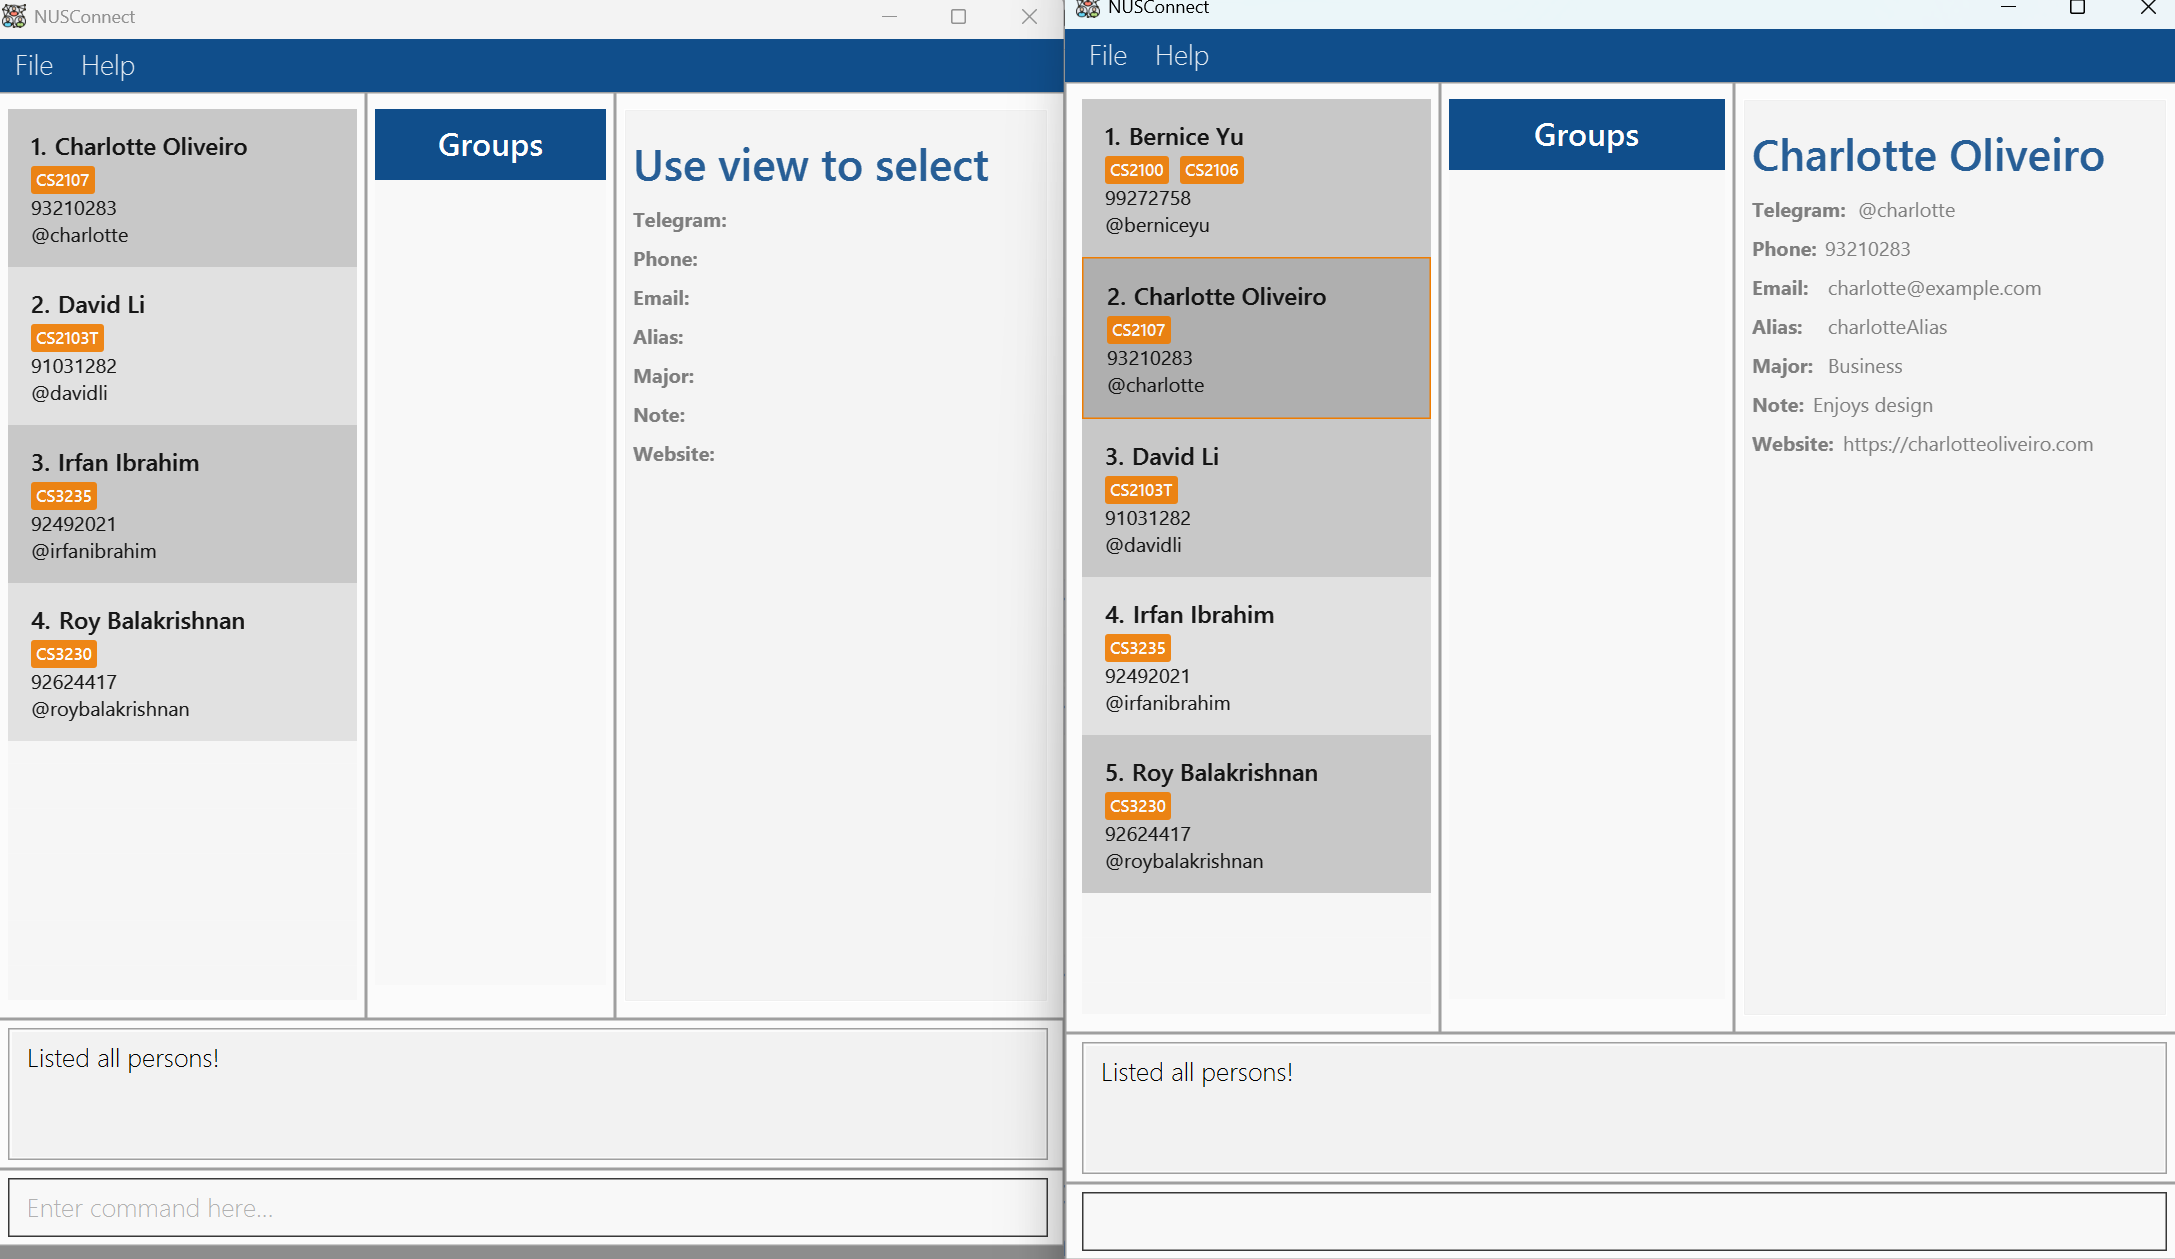 NUSConnect
File Help
1. Charlotte Oliveiro
CS2107
93210283
@charlotte
2. David Li
CS2103T
91031282
@davidli
3. Irfan Ibrahim
CS3235
92492021
@irfanibrahim
4. Roy Balakrishnan
CS3230
92624417
@roybalakrishnan
Groups
Use view to select
Telegram:
Phone:
Email:
Alias:
Major:
Note:
Website:
Listed all persons!
Enter command here...
NUSConnect
File Help
1. Bernice Yu
CS2100 CS2106
99272758
@berniceyu
2. Charlotte Oliveiro
CS2107
93210283
@charlotte
3. David Li
CS2103T
91031282
@davidli
4. Irfan Ibrahim
CS3235
92492021
@irfanibrahim
5. Roy Balakrishnan
CS3230
92624417
@roybalakrishnan
Groups
Charlotte Oliveiro
Telegram: @charlotte
Phone: 93210283
Email: charlotte@example.com
Alias: charlotteAlias
Major: Business
Note: Enjoys design
Website: https://charlotteoliveiro.com
Listed all persons!